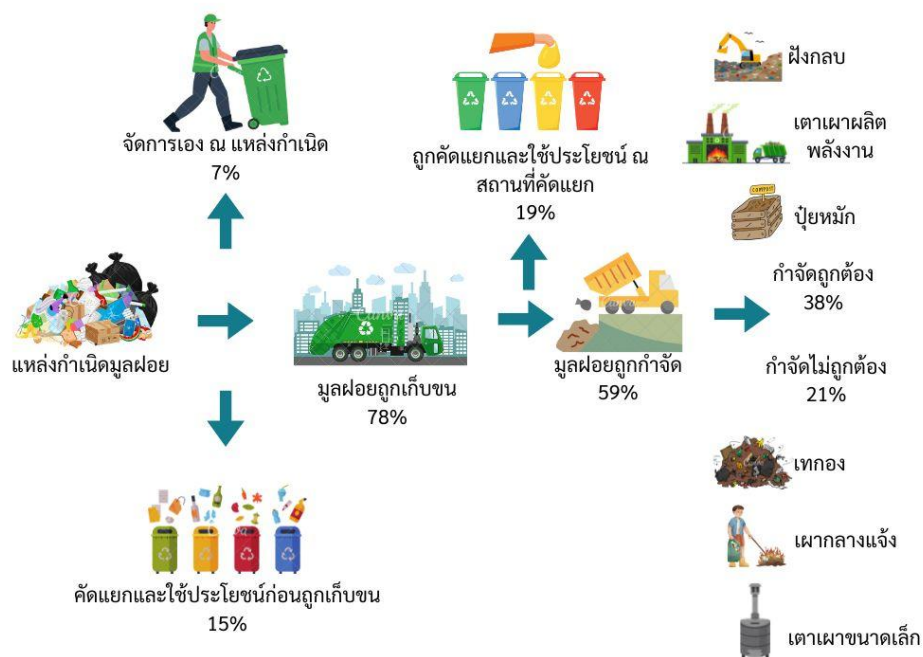 จัดการเอง ณ แหล่งกำเนิด
7%
ถูกคัดแยกและใช้ประโยชน์ ณ
สถานที่คัดแยก
19%
ฝังกลบ
เตาเผาผลิต
พลังงาน
COMPOST
ปุ๋ยหมัก
แหล่งกำเนิดมูลฝอย
มูลฝอยถูกเก็บขน
78%
มูลฝอยถูกกำจัด
59%
กำจัดถูกต้อง
38%
กำจัดไม่ถูกต้อง
21%
คัดแยกและใช้ประโยชน์ก่อนถูกเก็บขน
15%
เทกอง
เผากลางแจ้ง
เตาเผาขนาดเล็ก